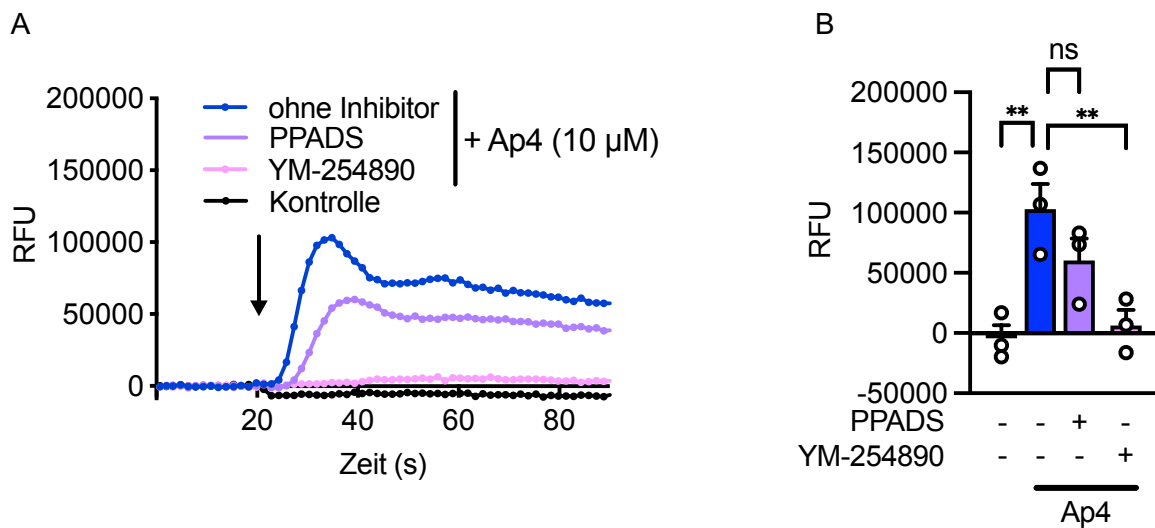 A
RFU
200000
150000
100000
50000
0
20 40 60 80
Zeit (s)
ohne Inhibitor
PPADS
YM-254890
Kontrolle
+ Ap4 (10 μM)
B
RFU
200000
150000
100000
50000
0
-50000
ns
** **
PPADS - - + -
YM-254890 - - - +
Ap4